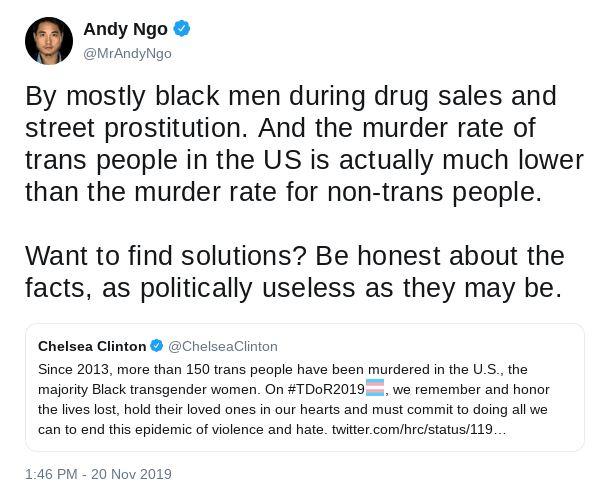 Andy Ngo
@MrAndyNgo
By mostly black men during drug sales and
street prostitution. And the murder rate of
trans people in the US is actually much lower
than the murder rate for non-trans people.
Want to find solutions? Be honest about the
facts, as politically useless as they may be.
Chelsea Clinton @ChelseaClinton
Since 2013, more than 150 trans people have been murdered in the U.S., the
majority Black transgender women. On #TDoR2019, we remember and honor
the lives lost, hold their loved ones in our hearts and must commit to doing all we
can to end this epidemic of violence and hate. twitter.com/hrc/status/119…
1:46 PM - 20 Nov 2019